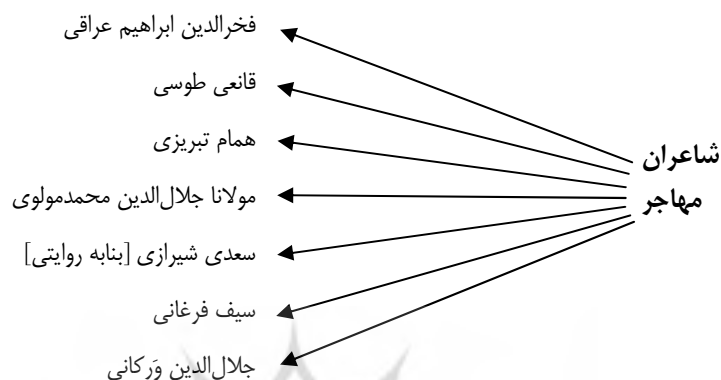 فخرالدین ابراهیم عراقی
قانعی طوسی
همام تبریزی
شاعران
مهاجر
مولانا جلال‌الدین محمدمولوی
سعدی شیرازی [بنابه روایتی]
سیف فرغانی
جلال‌الدین وَرکانی